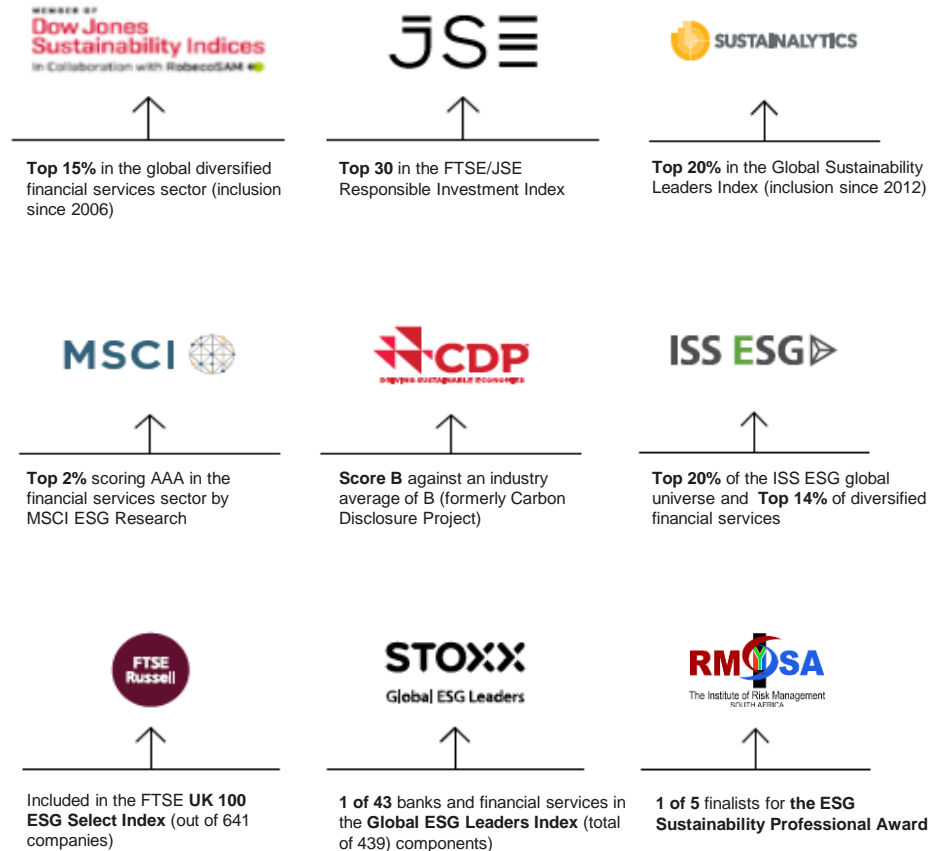 MEMBER OF
Dow Jones
Sustainability Indices
In Collaboration with RobecoSAM
Top 15% in the global diversified
financial services sector (inclusion
since 2006)
JSE
Top 30 in the FTSE/JSE
Responsible Investment Index
SUSTAINALYTICS
Top 20% in the Global Sustainability
Leaders Index (inclusion since 2012)
MSCI
Top 2% scoring AAA in the
financial services sector by
MSCI ESG Research
CDP
DRIVING SUSTAINABLE ECONOMIES
Score B against an industry
average of B (formerly Carbon
Disclosure Project)
ISS ESG
Top 20% of the ISS ESG global
universe and Top 14% of diversified
financial services
FTSE
Russell
Included in the FTSE UK 100
ESG Select Index (out of 641
companies)
STOXX
Global ESG Leaders
1 of 43 banks and financial services in
the Global ESG Leaders Index (total
of 439) components)
IRMSA
The Institute of Risk Management
SOUTH AFRICA
1 of 5 finalists for the ESG
Sustainability Professional Award